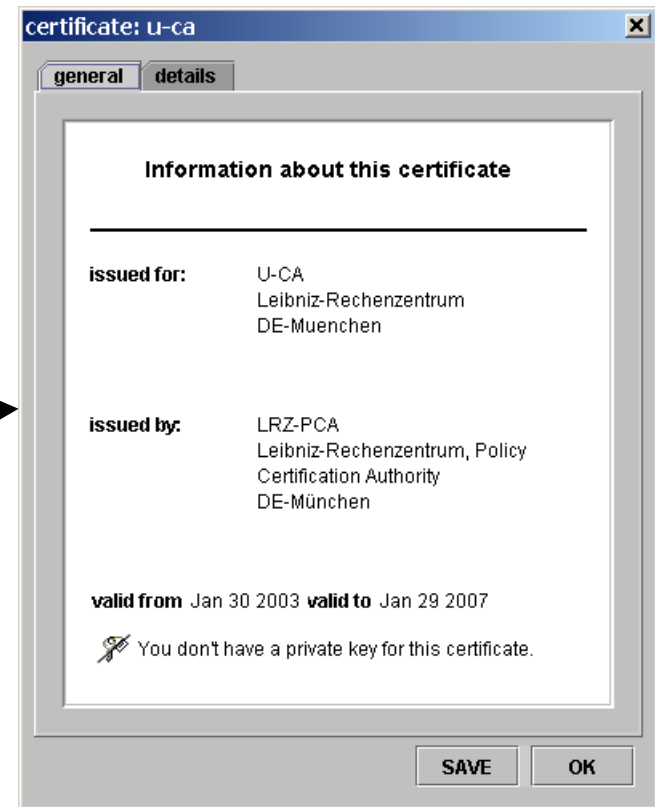 certificate: u-ca
general details
Information about this certificate
issued for: U-CA
Leibniz-Rechenzentrum
DE-Muenchen
issued by: LRZ-PCA
Leibniz-Rechenzentrum, Policy
Certification Authority
DE-München
valid from Jan 30 2003 valid to Jan 29 2007
You don't have a private key for this certificate.
SAVE OK